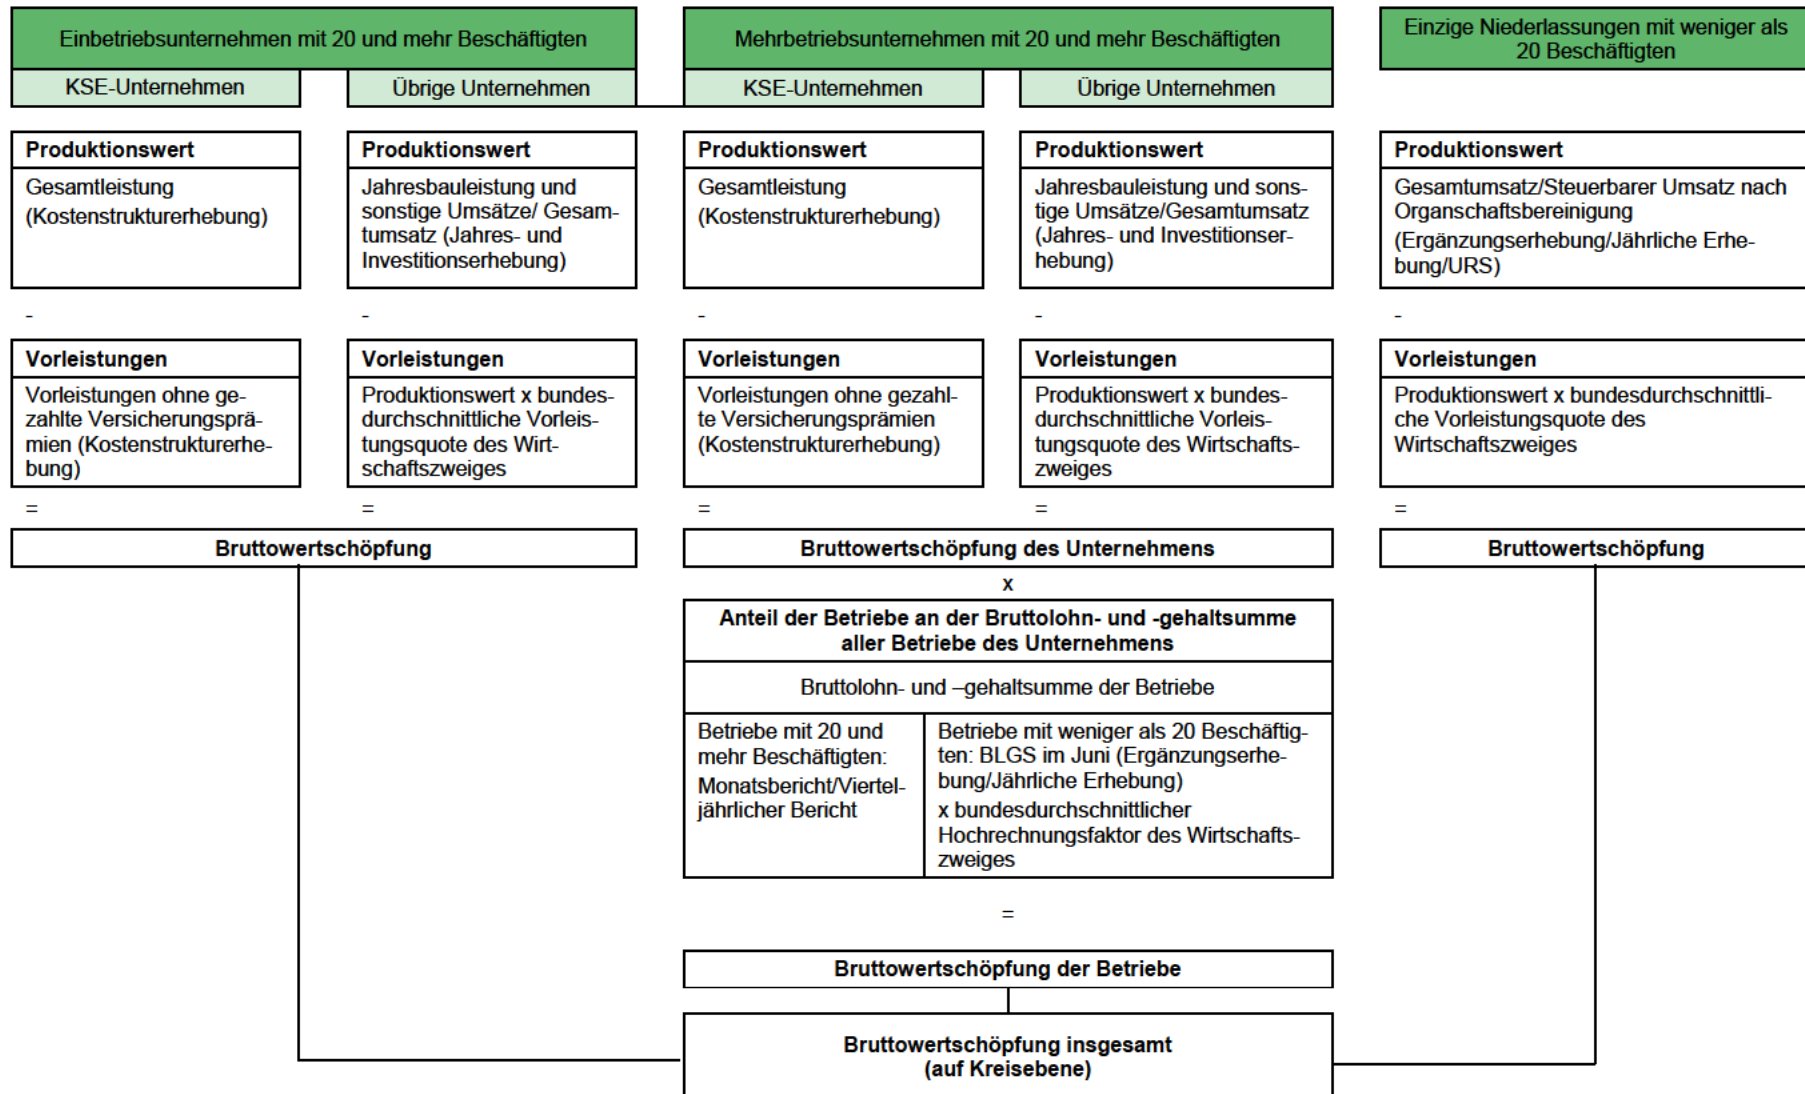 Einbetriebsunternehmen mit 20 und mehr Beschäftigten
Mehrbetriebsunternehmen mit 20 und mehr Beschäftigten
Einzige Niederlassungen mit weniger als
20 Beschäftigten
KSE-Unternehmen
Übrige Unternehmen
KSE-Unternehmen
Übrige Unternehmen
Produktionswert
Gesamtleistung
(Kostenstrukturerhebung)
Produktionswert
Jahresbauleistung und
sonstige Umsätze/ Gesam-
tumsatz (Jahres- und
Investitionserhebung)
Produktionswert
Gesamtleistung
(Kostenstrukturerhebung)
Produktionswert
Jahresbauleistung und sons-
tige Umsätze/Gesamtumsatz
(Jahres- und Investitionser-
hebung)
Produktionswert
Gesamtumsatz/Steuerbarer Umsatz nach
Organschaftsbereinigung
(Ergänzungserhebung/Jährliche Erhe-
bung/URS)
-
-
-
-
-
Vorleistungen
Vorleistungen ohne ge-
zahlte Versicherungsprä-
mien (Kostenstrukturerhe-
bung)
Vorleistungen
Produktionswert x bundes-
durchschnittliche Vorleis-
tungsquote des Wirt-
schaftszweiges
Vorleistungen
Vorleistungen ohne gezahl-
te Versicherungsprämien
(Kostenstrukturerhebung)
Vorleistungen
Produktionswert x bundes-
durchschnittliche Vorleis-
tungsquote des Wirtschafts-
zweiges
Vorleistungen
Produktionswert x bundesdurchschnittli-
che Vorleistungsquote des
Wirtschaftszweiges
=
=
=
=
=
Bruttowertschöpfung
Bruttowertschöpfung des Unternehmens
Bruttowertschöpfung
x
Anteil der Betriebe an der Bruttolohn- und -gehaltsumme
aller Betriebe des Unternehmens
Bruttolohn- und –gehaltsumme der Betriebe
Betriebe mit 20 und
mehr Beschäftigten:
Monatsbericht/Viertel-
jährlicher Bericht
Betriebe mit weniger als 20 Beschäftig-
ten: BLGS im Juni (Ergänzungserhe-
bung/Jährliche Erhebung)
x bundesdurchschnittlicher
Hochrechnungsfaktor des Wirtschafts-
zweiges
=
Bruttowertschöpfung der Betriebe
Bruttowertschöpfung insgesamt
(auf Kreisebene)